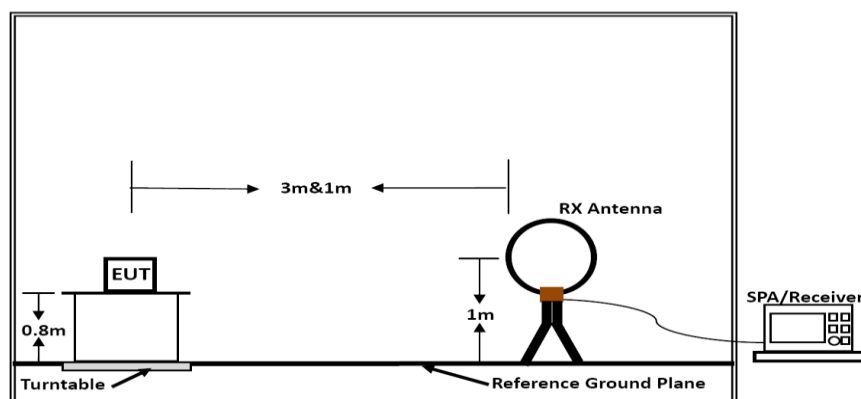 3m&1m
RX Antenna
EUT
SPA/Receiver
0.8m
1m
Turntable
Reference Ground Plane